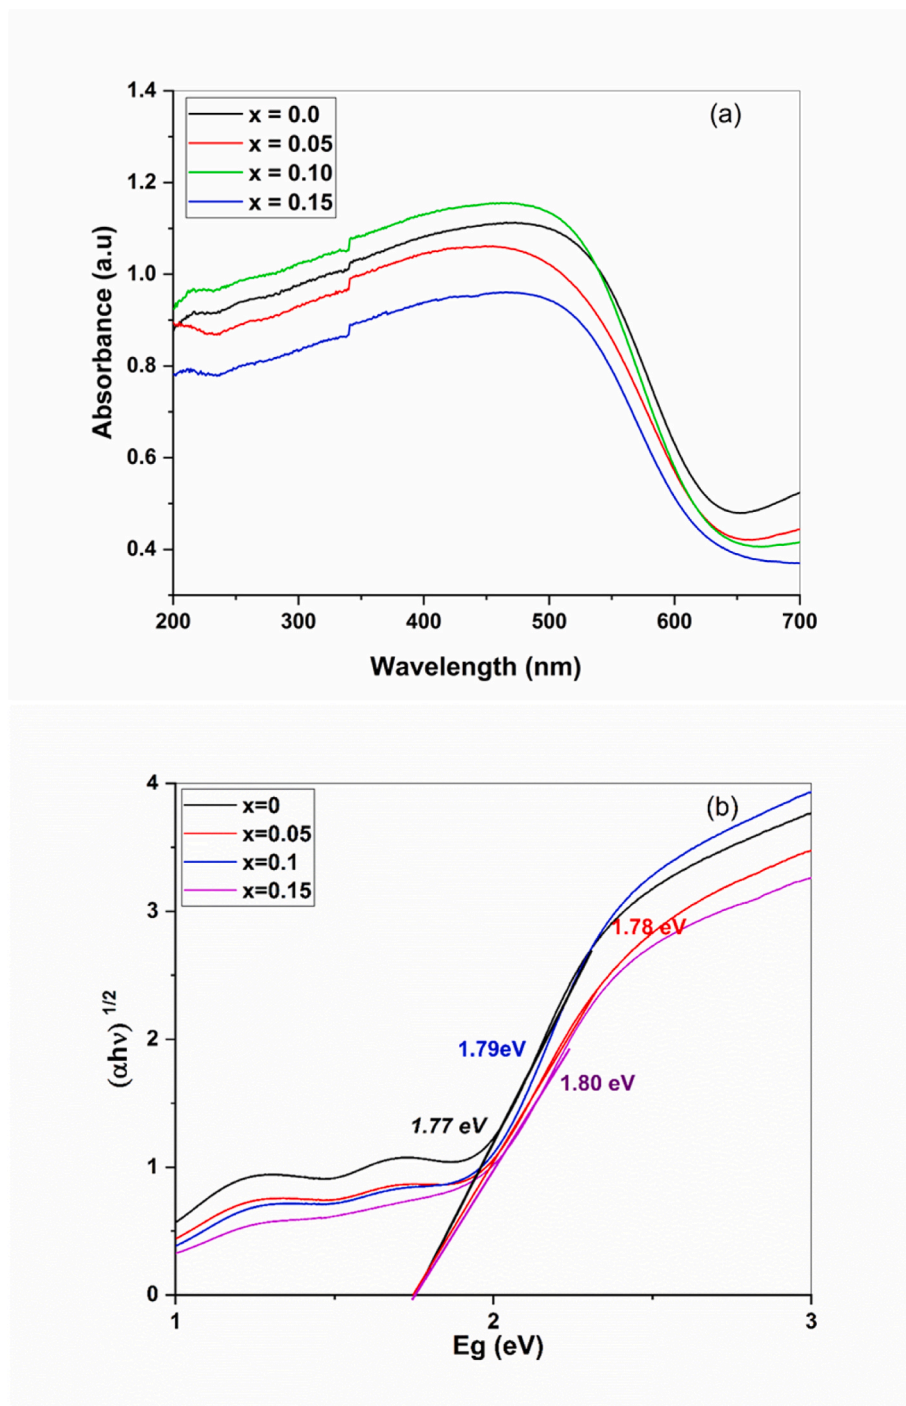 (a)
x = 0.0
x = 0.05
x = 0.10
x = 0.15
1.4
1.2
1.0
0.8
0.6
0.4
Absorbance (a.u)
200 300 400 500 600 700
Wavelength (nm)
(b)
x=0
x=0.05
x=0.1
x=0.15
4
3
2
1
0
(αhν) 1/2
1.78 eV
1.79eV
1.80 eV
1.77 eV
1 2 3
Eg (eV)